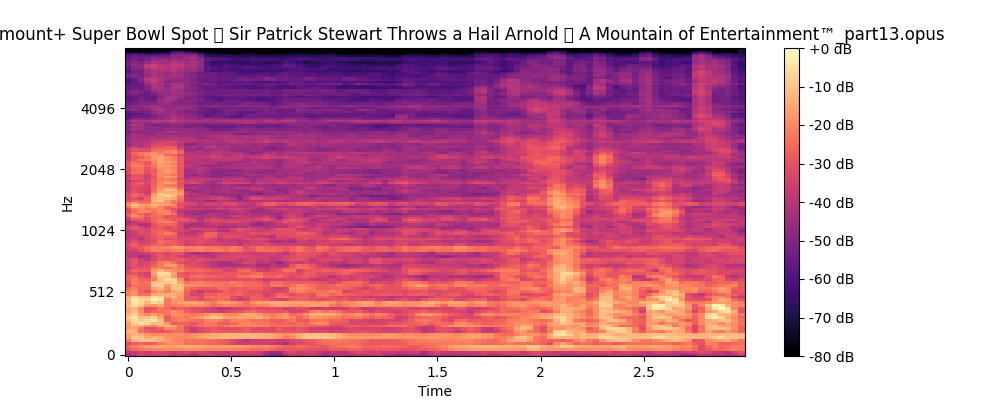 mount+ Super Bowl Spot ▯ Sir Patrick Stewart Throws a Hail Arnold ▯ A Mountain of Entertainment™_part13.opus
+0 dB
4096
2048
1024
512
0
Hz
0
0.5
1
1.5
2
2.5
Time
-10 dB
-20 dB
-30 dB
-40 dB
-50 dB
-60 dB
-70 dB
-80 dB